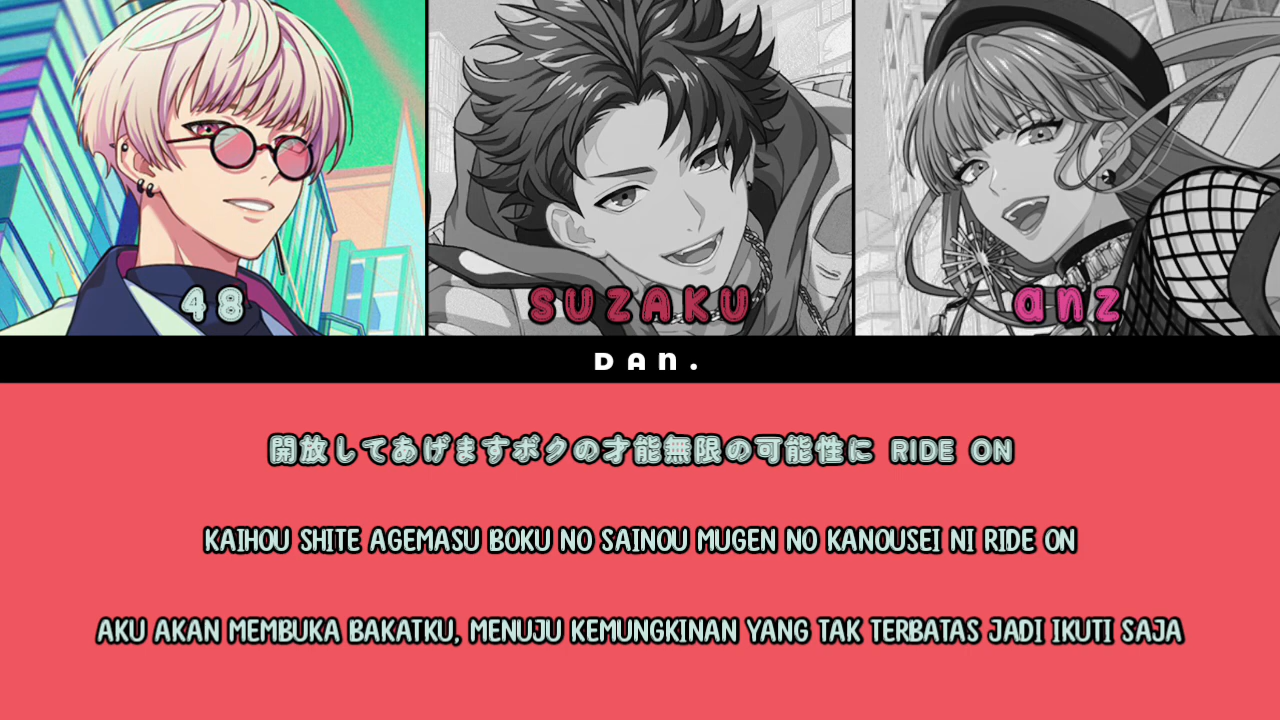 48
SUZAKU
anz
DAN.
開放してあげますボクの才能無限の可能性に RIDE ON
KAIHOU SHITE AGEMASU BOKU NO SAINOU MUGEN NO KANOUSEI NI RIDE ON
AKU AKAN MEMBUKA BAKATKU, MENUJU KEMUNGKINAN YANG TAK TERBATAS JADI IKUTI SAJA